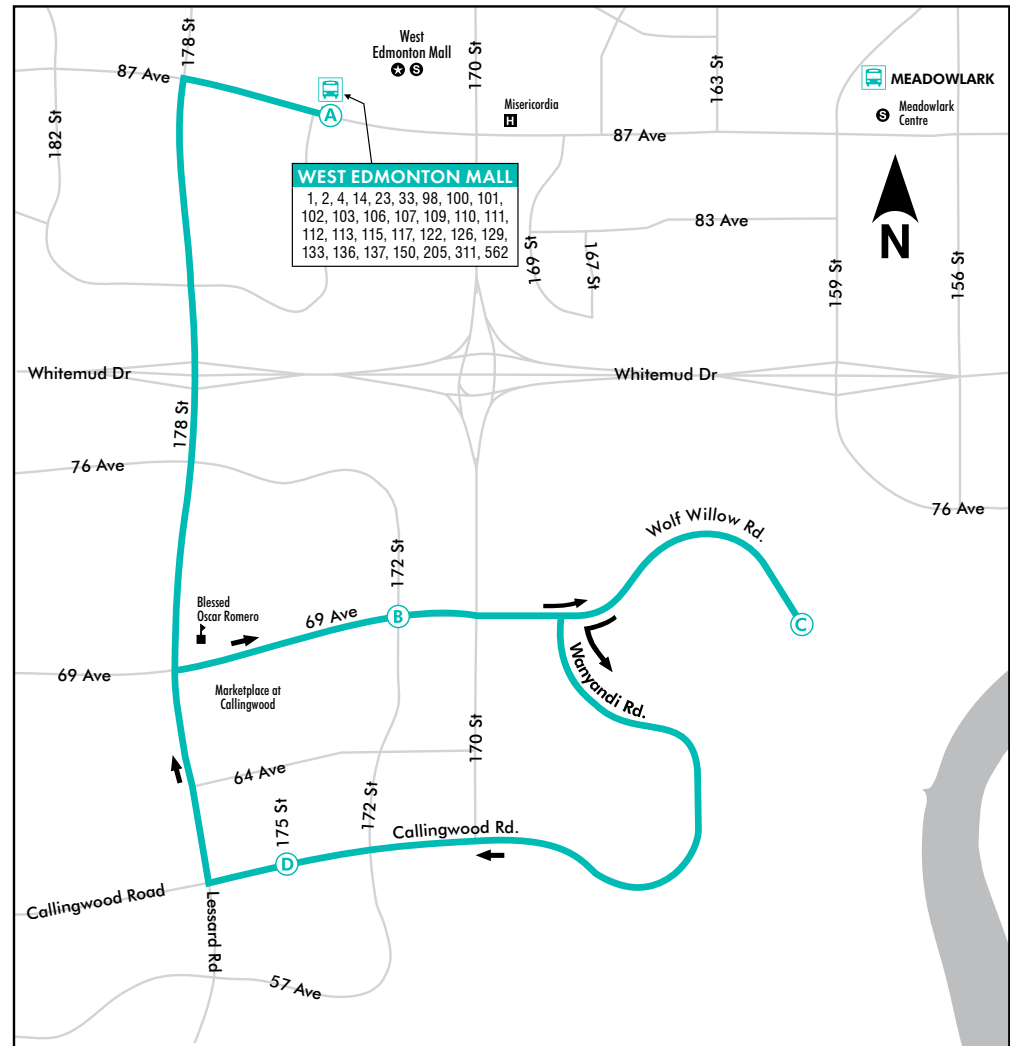 178 St
West
Edmonton Mall
S
170 St
163 St
MEADOWLARK
S
Meadowlark
Centre
87 Ave
A
Misericordia
H
87 Ave
182 St
WEST EDMONTON MALL
1, 2, 4, 14, 23, 33, 98, 100, 101,
102, 103, 106, 107, 109, 110, 111,
112, 113, 115, 117, 122, 126, 129,
133, 136, 137, 150, 205, 311, 562
83 Ave
N
169 St
167 St
159 St
156 St
Whitemud Dr
Whitemud Dr
178 St
76 Ave
76 Ave
Wolf Willow Rd.
172 St
Blessed
Oscar Romero
69 Ave
B
C
69 Ave
Wanyandi Rd.
Marketplace at
Callingwood
170 St
64 Ave
175 St
172 St
Callingwood Rd.
D
Callingwood Road
Lessard Rd
57 Ave